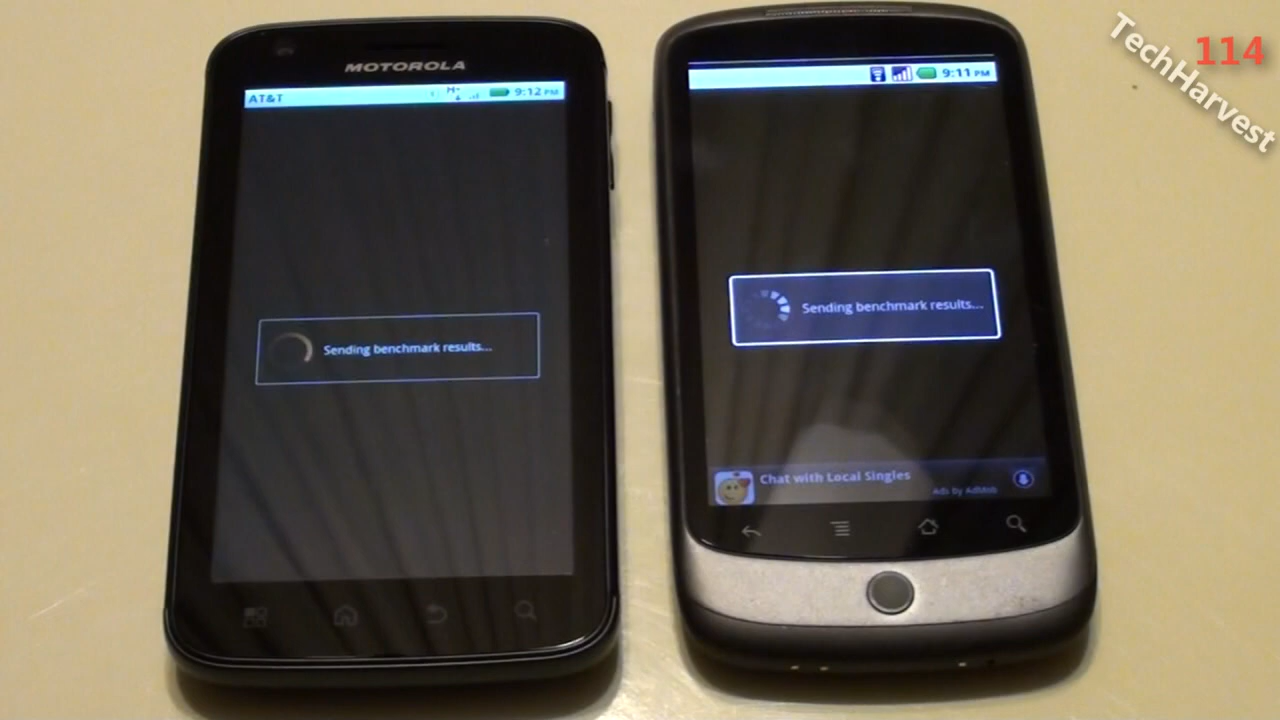 MOTOROLA
AT&T
9:12 PM
Sending benchmark results...
9:11 PM
Sending benchmark results...
Chat with Local Singles
Ads by AdMob
TechHarvest
114